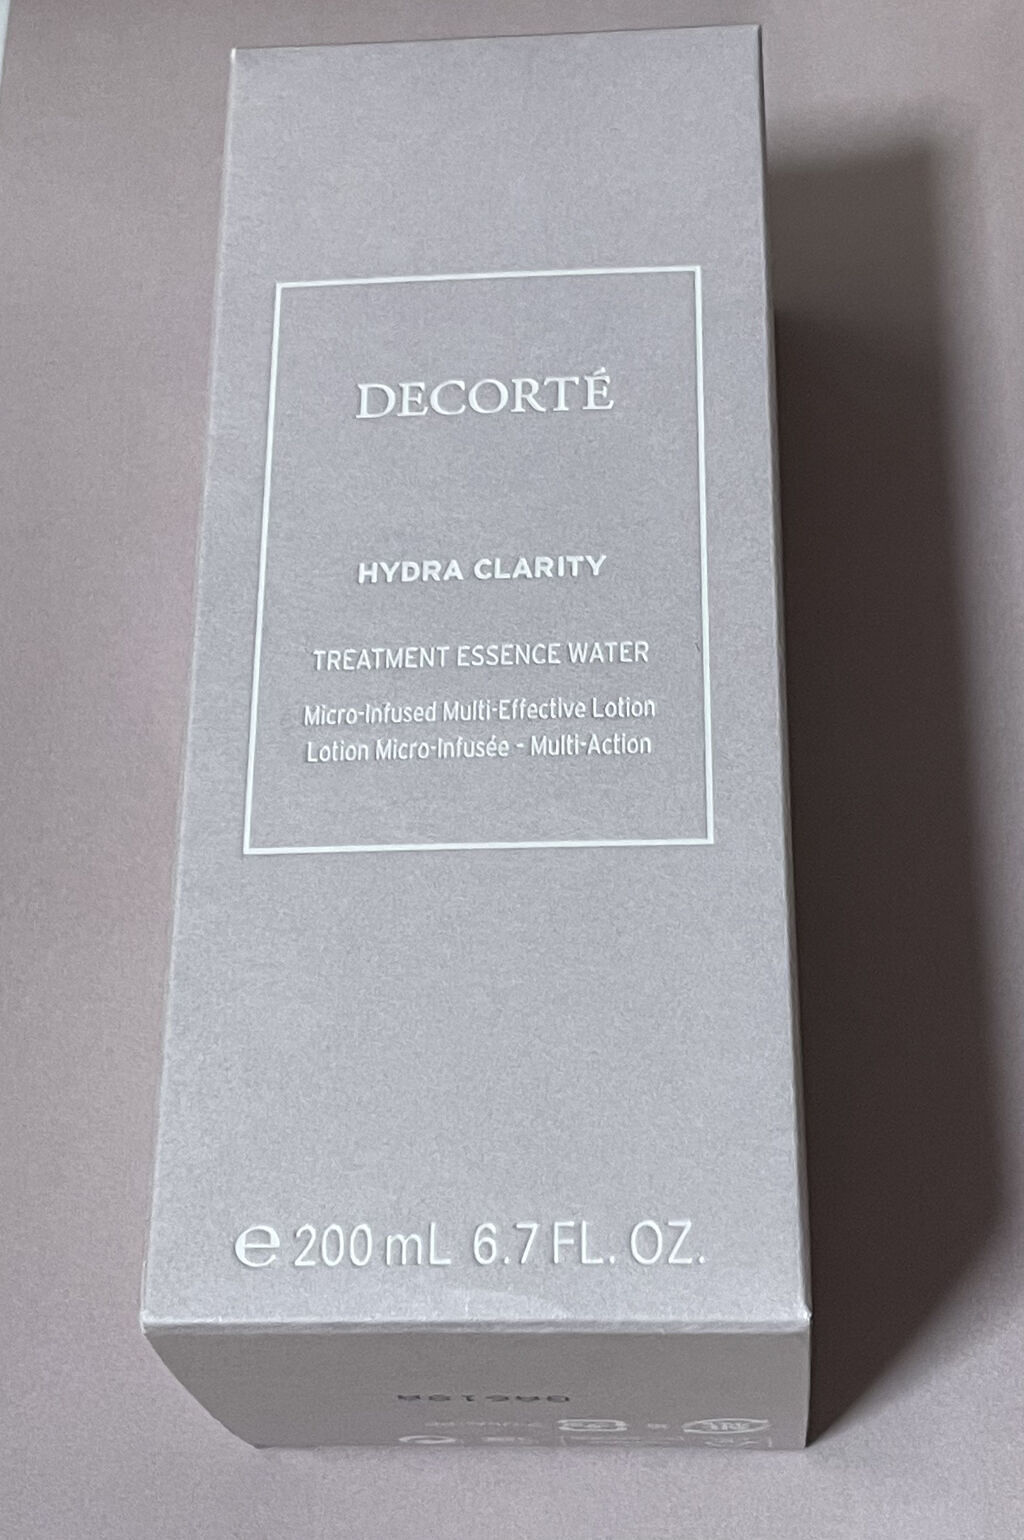 DECORTÉ
HYDRA CLARITY
TREATMENT ESSENCE WATER
Micro-Infused Multi-Effective Lotion
Lotion Micro-Infusée - Multi-Action
e 200 mL 6.7 FL. OZ.